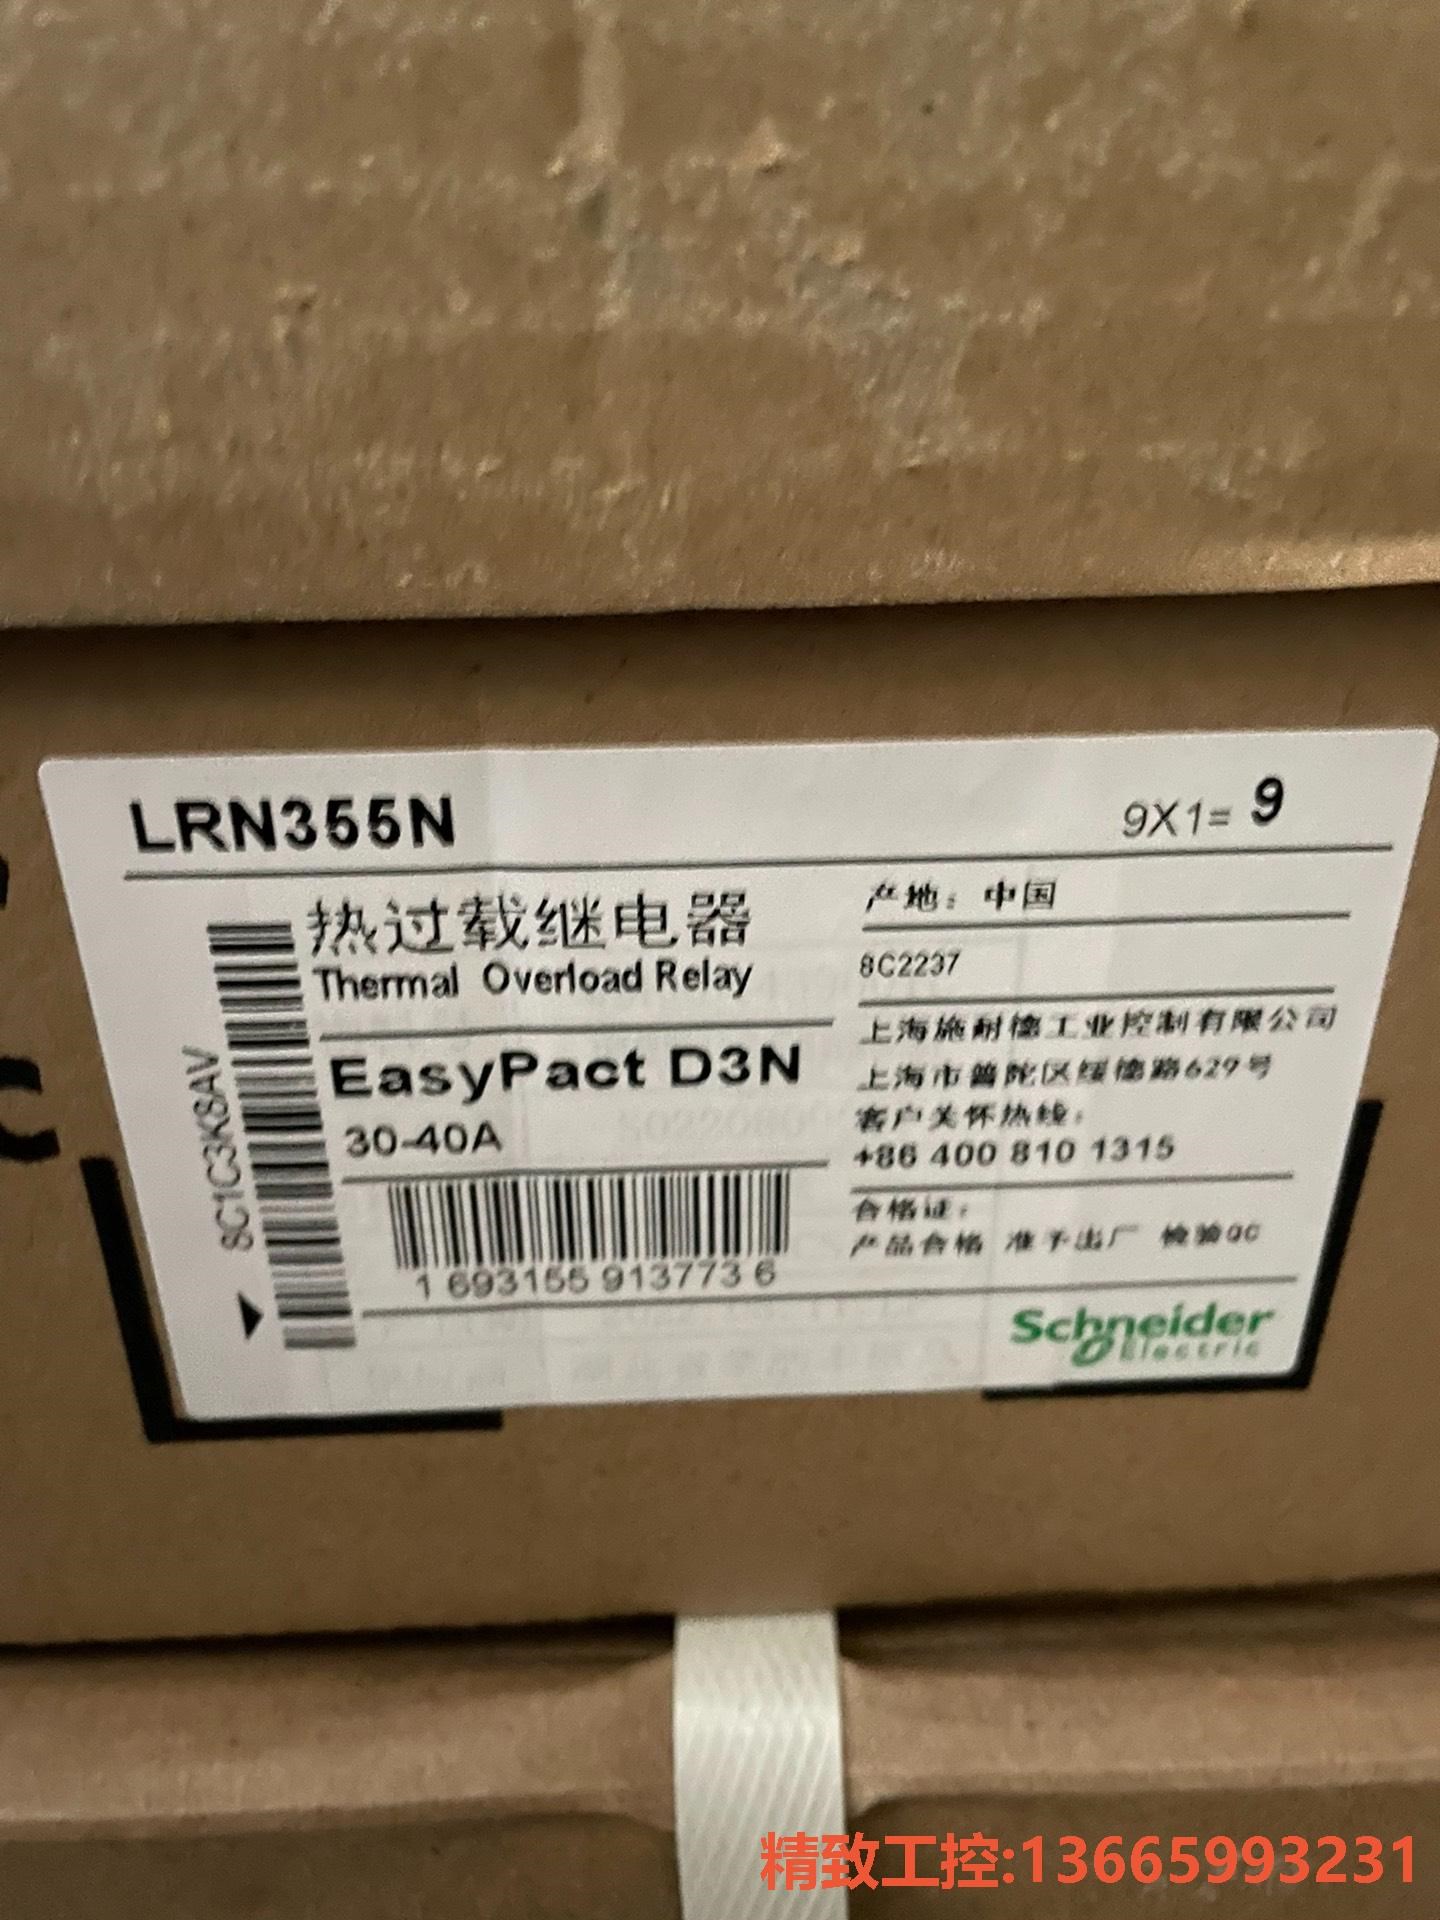 LRN355N
9X1= 9
热过载继电器
Thermal Overload Relay
EasyPact D3N
30-40A
SC1C3K8AV
1 693155 913773 6
产地：中国
8C2237
上海施耐德工业控制有限公司
上海市普陀区绥德路629号
客户关怀热线：
+86 400 810 1315
合格证：
产品合格 准予出厂 检验QC
Schneider
Electric
精致工控:13665993231